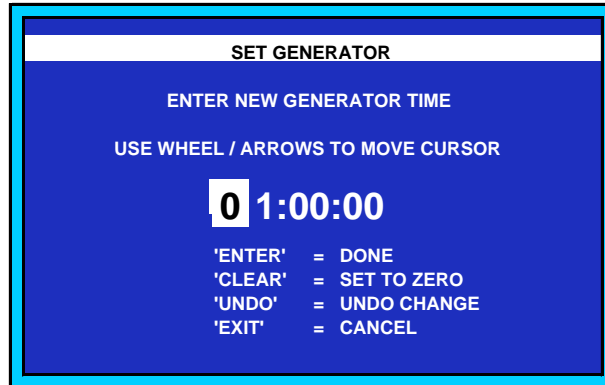 SET GENERATOR
ENTER NEW GENERATOR TIME
USE WHEEL / ARROWS TO MOVE CURSOR
01:00:00
'ENTER' = DONE
'CLEAR' = SET TO ZERO
'UNDO' = UNDO CHANGE
'EXIT' = CANCEL